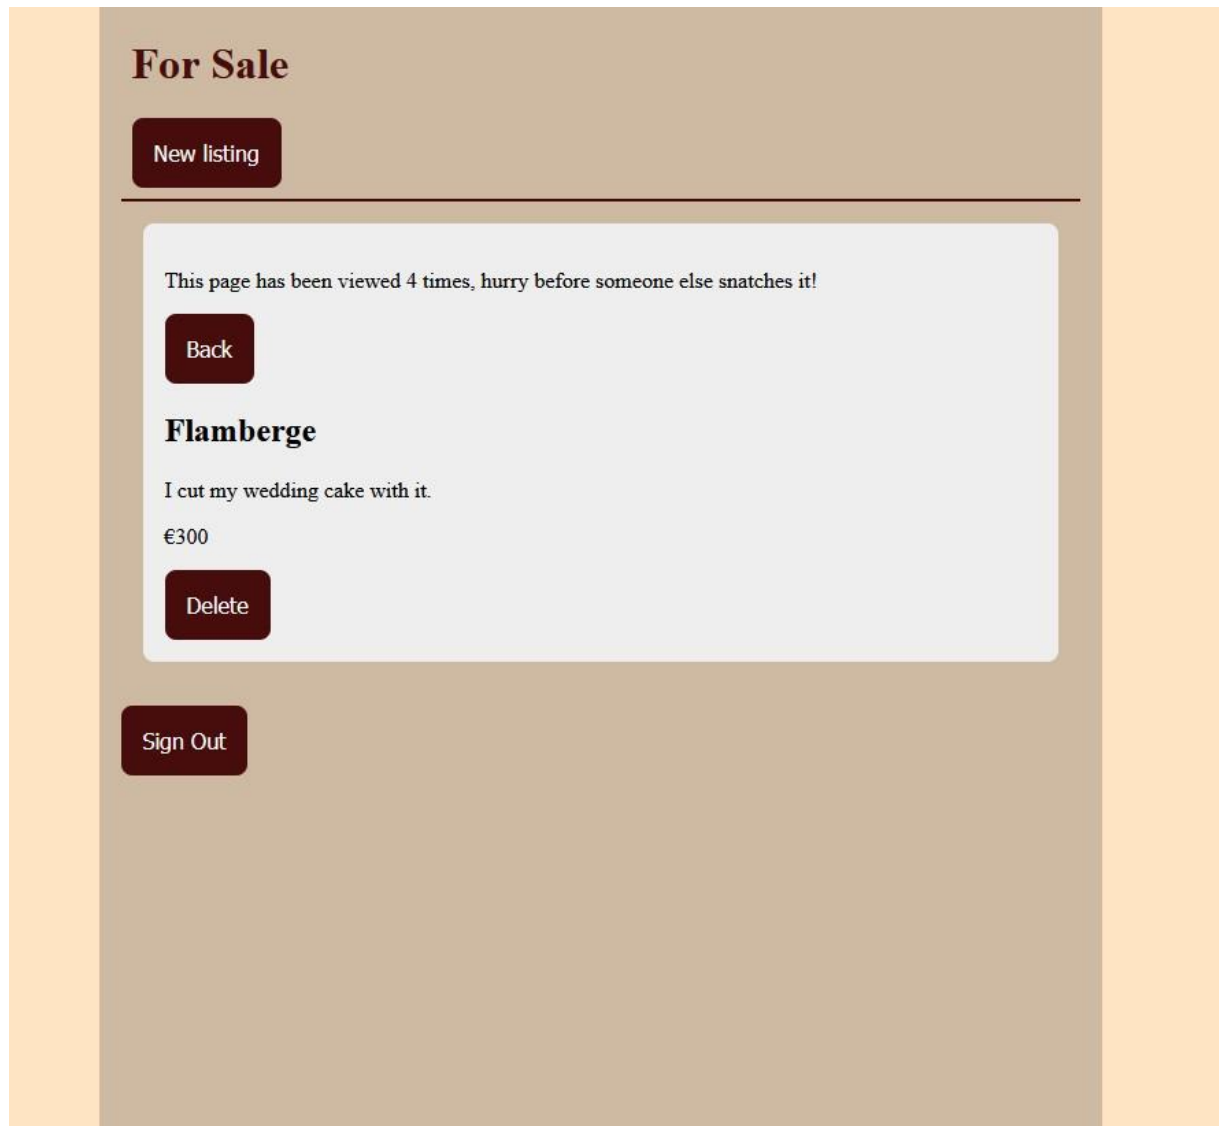 For Sale
New listing
This page has been viewed 4 times, hurry before someone else snatches it!
Back
Flamberge
I cut my wedding cake with it.
€300
Delete
Sign Out